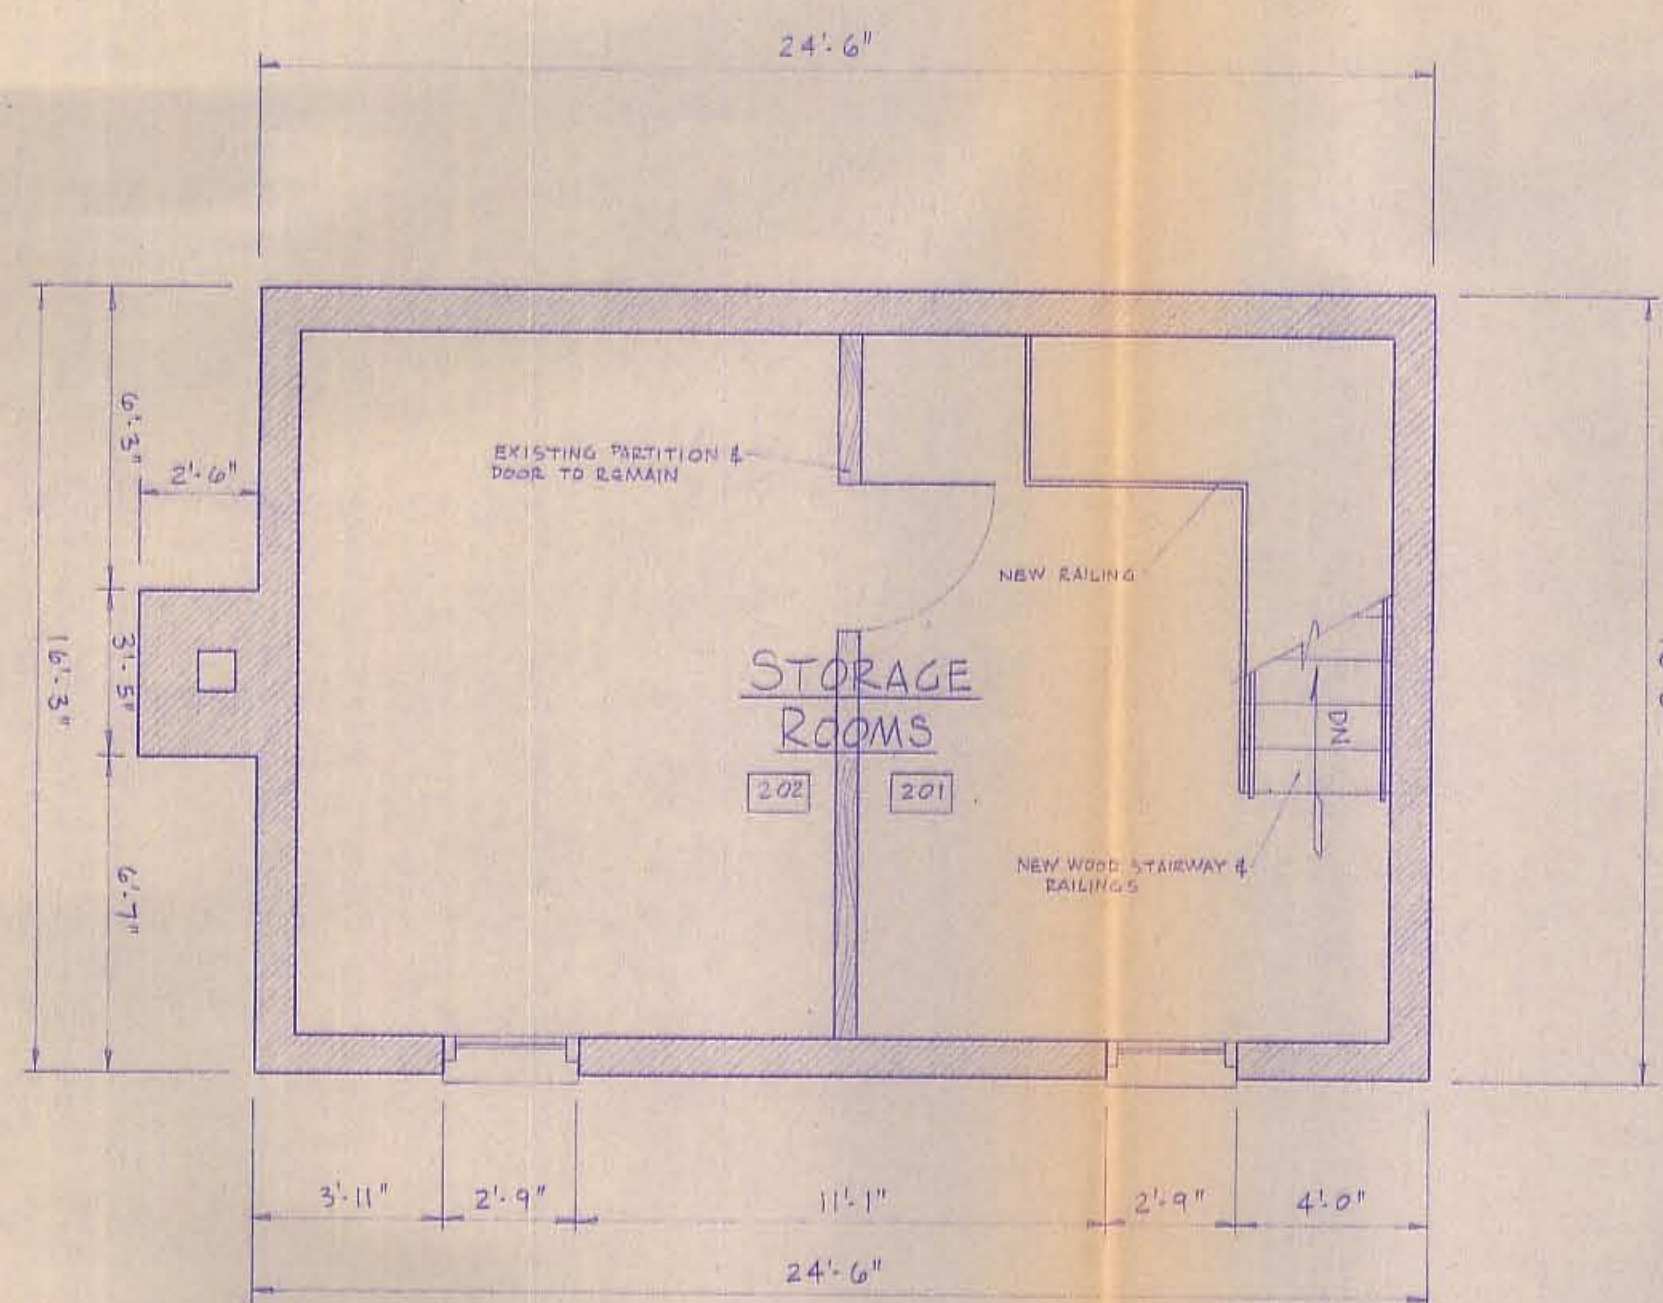 24'-6"
6'-3"
2'-6"
EXISTING PARTITION &
DOOR TO REMAIN
NEW RAILING
16'-3"
3'-5"
STORAGE
ROOMS
DN
202
201
NEW WOOD STAIRWAY &
RAILINGS
6'-7"
3'-11"
2'-9"
11'-1"
2'-9"
4'-0"
24'-6"